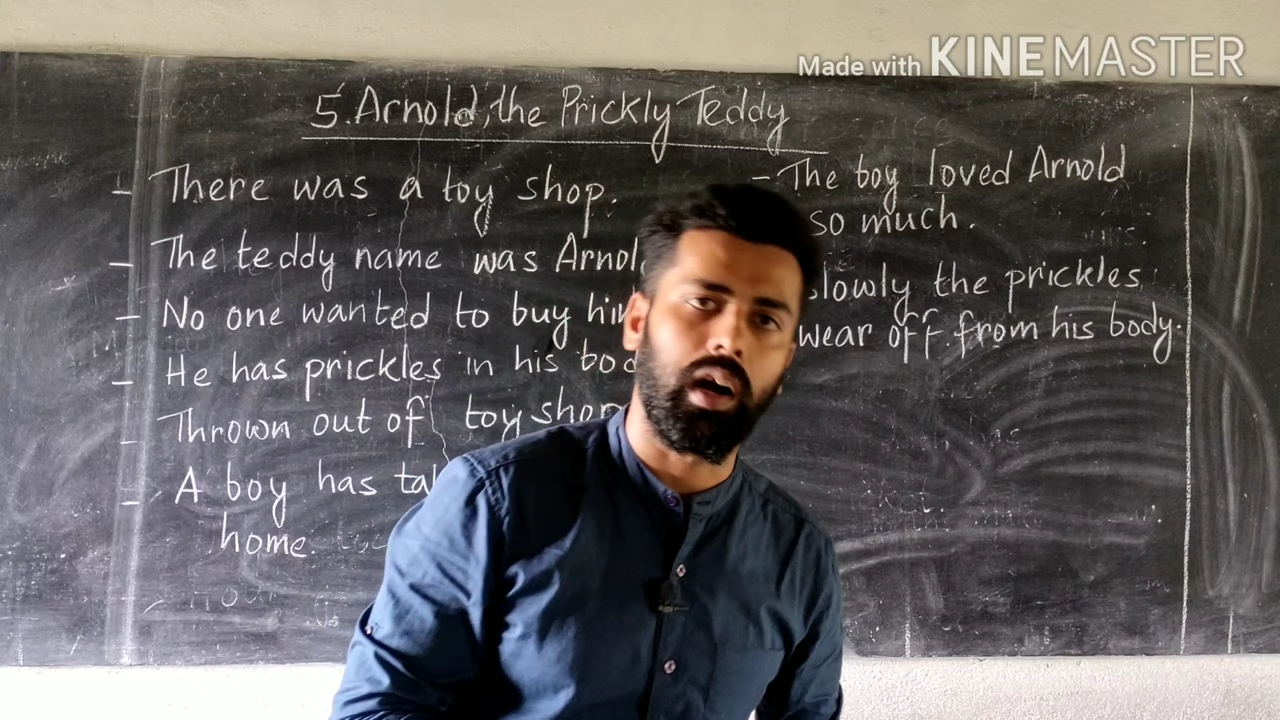 Made with KINEMASTER
5. Arnold, the Prickly Teddy
- There was a toy shop.
- The teddy name was Arnol
- No one wanted to buy hi
- He has prickles in his bod
- Thrown out of toy shop
- A boy has ta
home.
- The boy loved Arnold
so much.
slowly the prickles
wear off from his body.